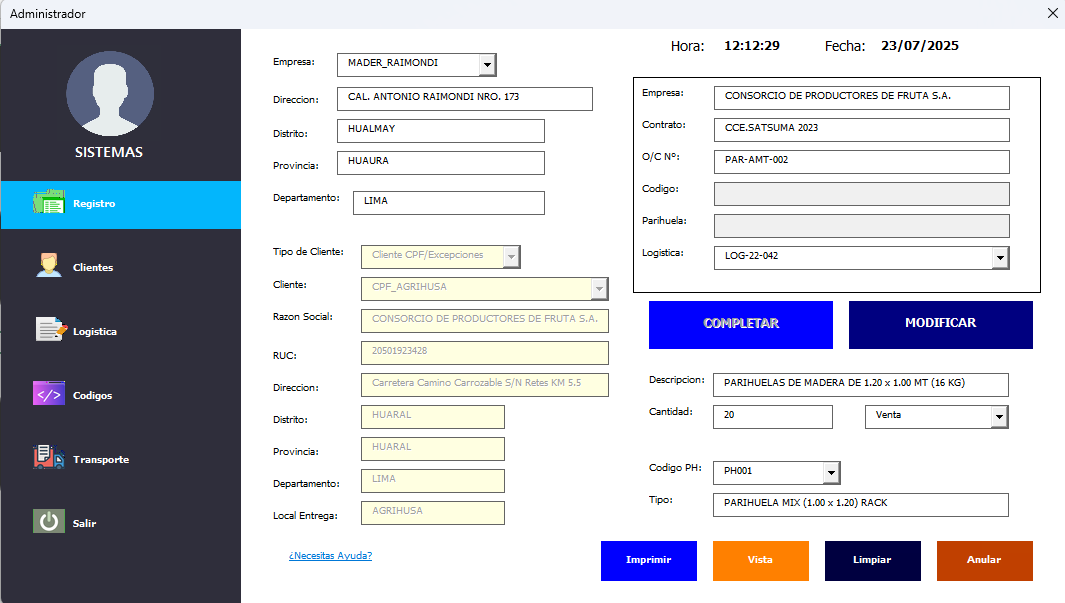 Administrador
SISTEMAS
Registro
Clientes
Logistica
Codigos
Transporte
Salir
Hora: 12:12:29 Fecha: 23/07/2025
Empresa: MADER_RAIMONDI
Direccion: CAL. ANTONIO RAIMONDI NRO. 173
Distrito: HUALMAY
Provincia: HUAURA
Departamento: LIMA
Tipo de Cliente: Cliente CPF/Excepciones
Cliente: CPF_AGRIHUSA
Razon Social: CONSORCIO DE PRODUCTORES DE FRUTA S.A.
RUC: 20501923428
Direccion: Carretera Camino Carrozable S/N Retes KM 5.5
Distrito: HUARAL
Provincia: HUARAL
Departamento: LIMA
Local Entrega: AGRIHUSA
¿Necesitas Ayuda?
Empresa: CONSORCIO DE PRODUCTORES DE FRUTA S.A.
Contrato: CCE.SATSUMA 2023
O/C Nº: PAR-AMT-002
Codigo:
Parihuela:
Logistica: LOG-22-042
COMPLETAR MODIFICAR
Descripcion: PARIHUELAS DE MADERA DE 1.20 x 1.00 MT (16 KG)
Cantidad: 20 Venta
Codigo PH: PH001
Tipo: PARIHUELA MIX (1.00 x 1.20) RACK
Imprimir Vista Limpiar Anular